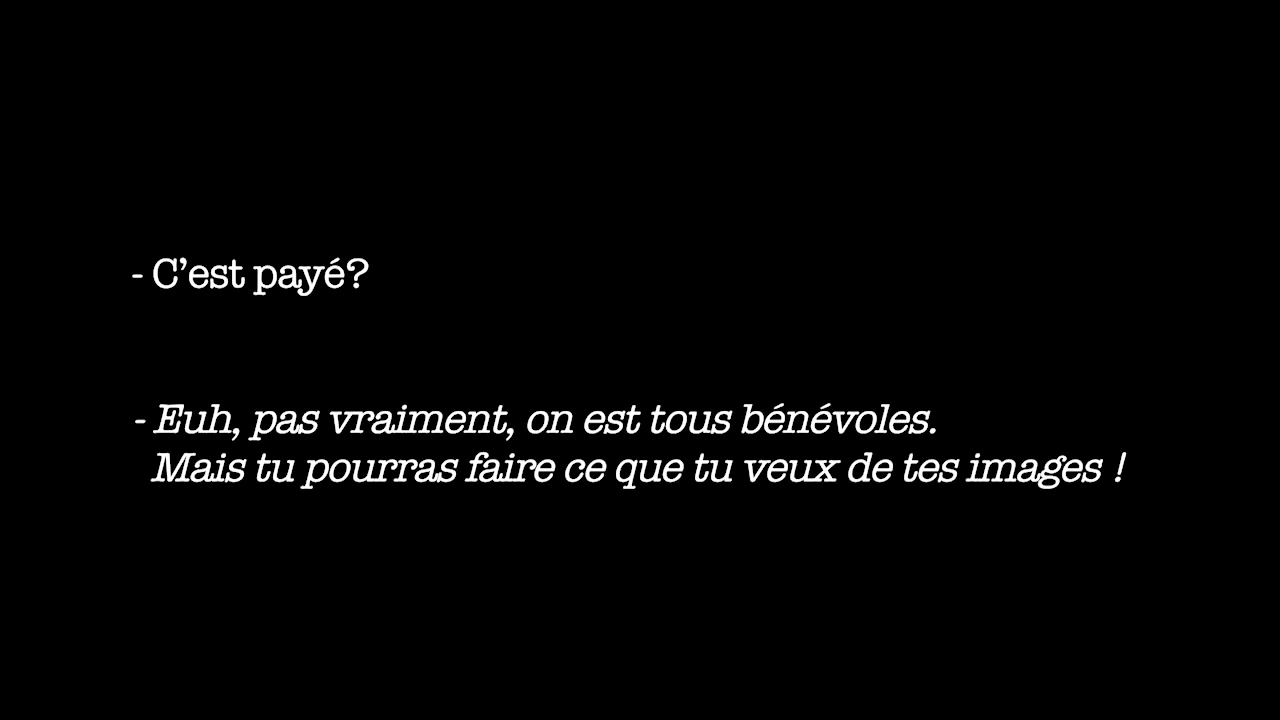 - C’est payé?
- Euh, pas vraiment, on est tous bénévoles.
Mais tu pourras faire ce que tu veux de tes images !